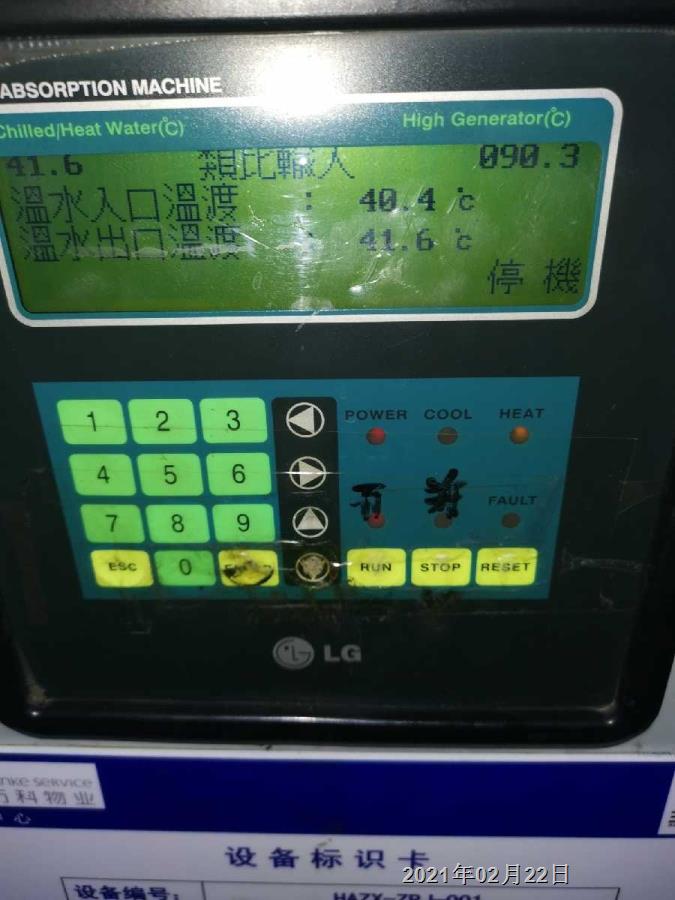 ABSORPTION MACHINE
Chilled/Heat Water(℃)
High Generator(℃)
41.6 類比輸入 090.3
溫水入口溫渡 : 40.4 ℃
溫水出口溫渡 : 41.6 ℃
停 機
1 2 3
POWER COOL HEAT
4 5 6
7 8 9
FAULT
ESC 0
RUN STOP RESET
LG
SERVICE
科物业
心
设备标识卡
2021年02月22日
设备编号: